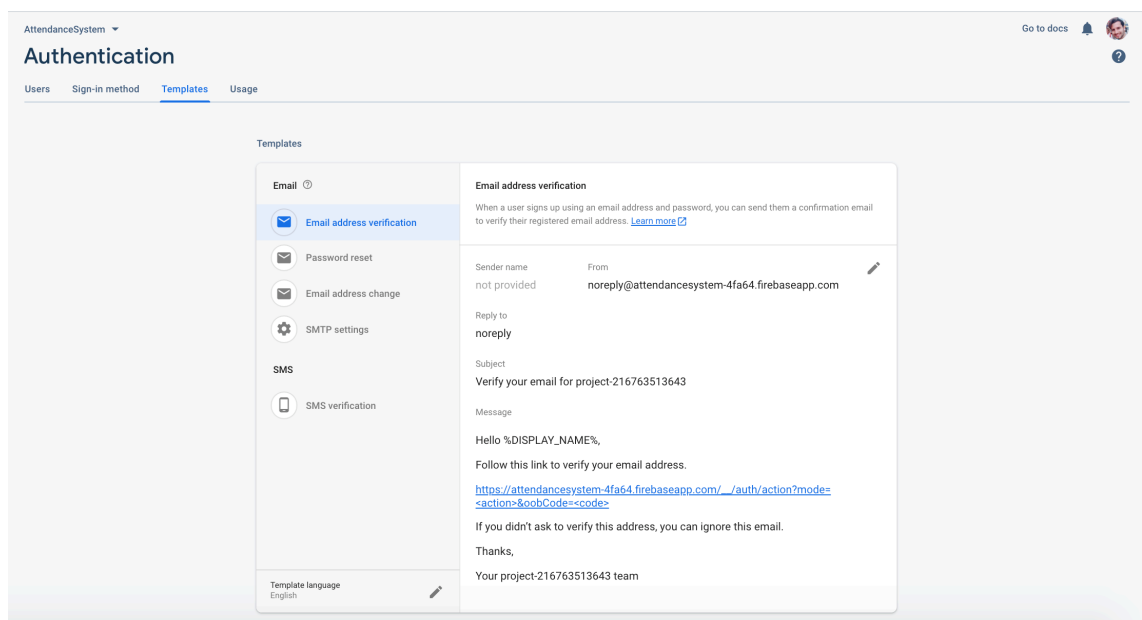 AttendanceSystem
Go to docs
Authentication
Users Sign-in method Templates Usage
Templates
Email
Email address verification
Password reset
Email address change
SMTP settings
SMS
SMS verification
Template language
English
Email address verification
When a user signs up using an email address and password, you can send them a confirmation email
to verify their registered email address. Learn more
Sender name From
not provided noreply@attendancesystem-4fa64.firebaseapp.com
Reply to
noreply
Subject
Verify your email for project-216763513643
Message
Hello %DISPLAY_NAME%,
Follow this link to verify your email address.
https://attendancesystem-4fa64.firebaseapp.com/__/auth/action?mode=
<action>&oobCode=<code>
If you didn't ask to verify this address, you can ignore this email.
Thanks,
Your project-216763513643 team